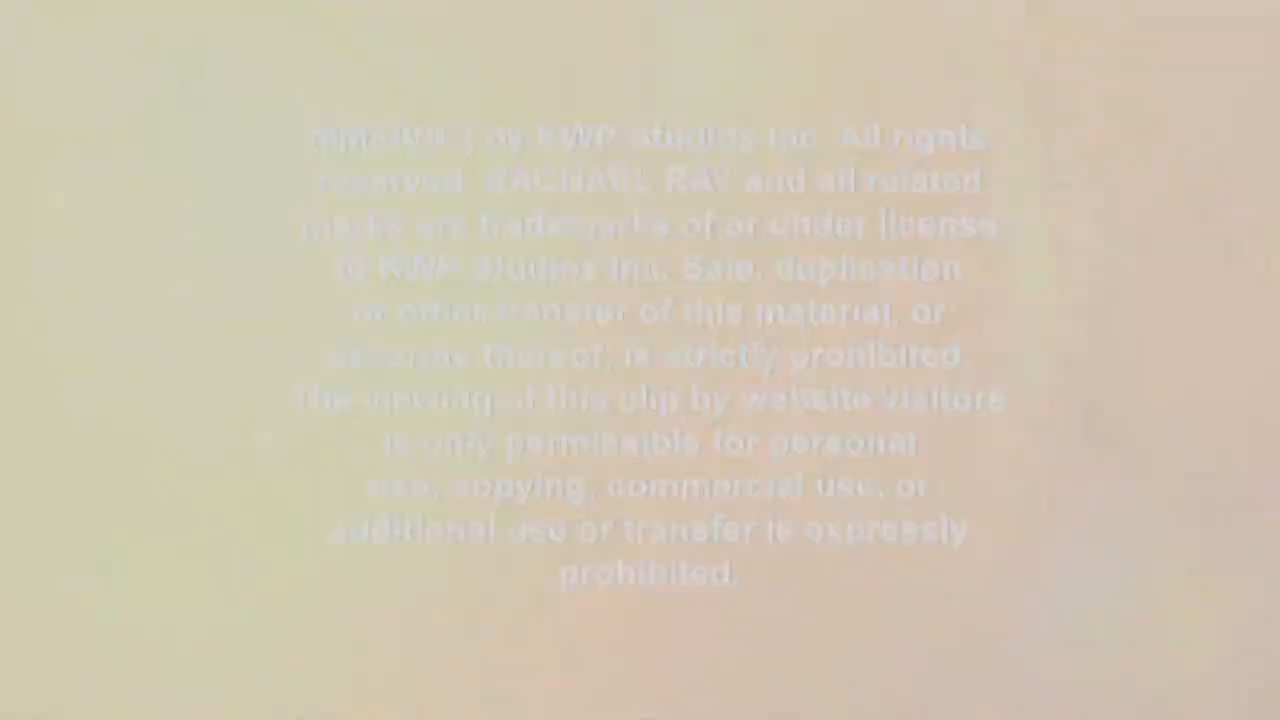 by KWP Studios Inc. All rights
reserved. RACHAEL RAY and all related
marks are trademarks of or under license
to KWP Studios Inc. Sale, duplication
or other transfer of this material, or
thereof, is strictly prohibited.
The viewing of this clip by website visitors
is only permissible for personal
use, copying, commercial use, or
additional use or transfer is expressly
prohibited.